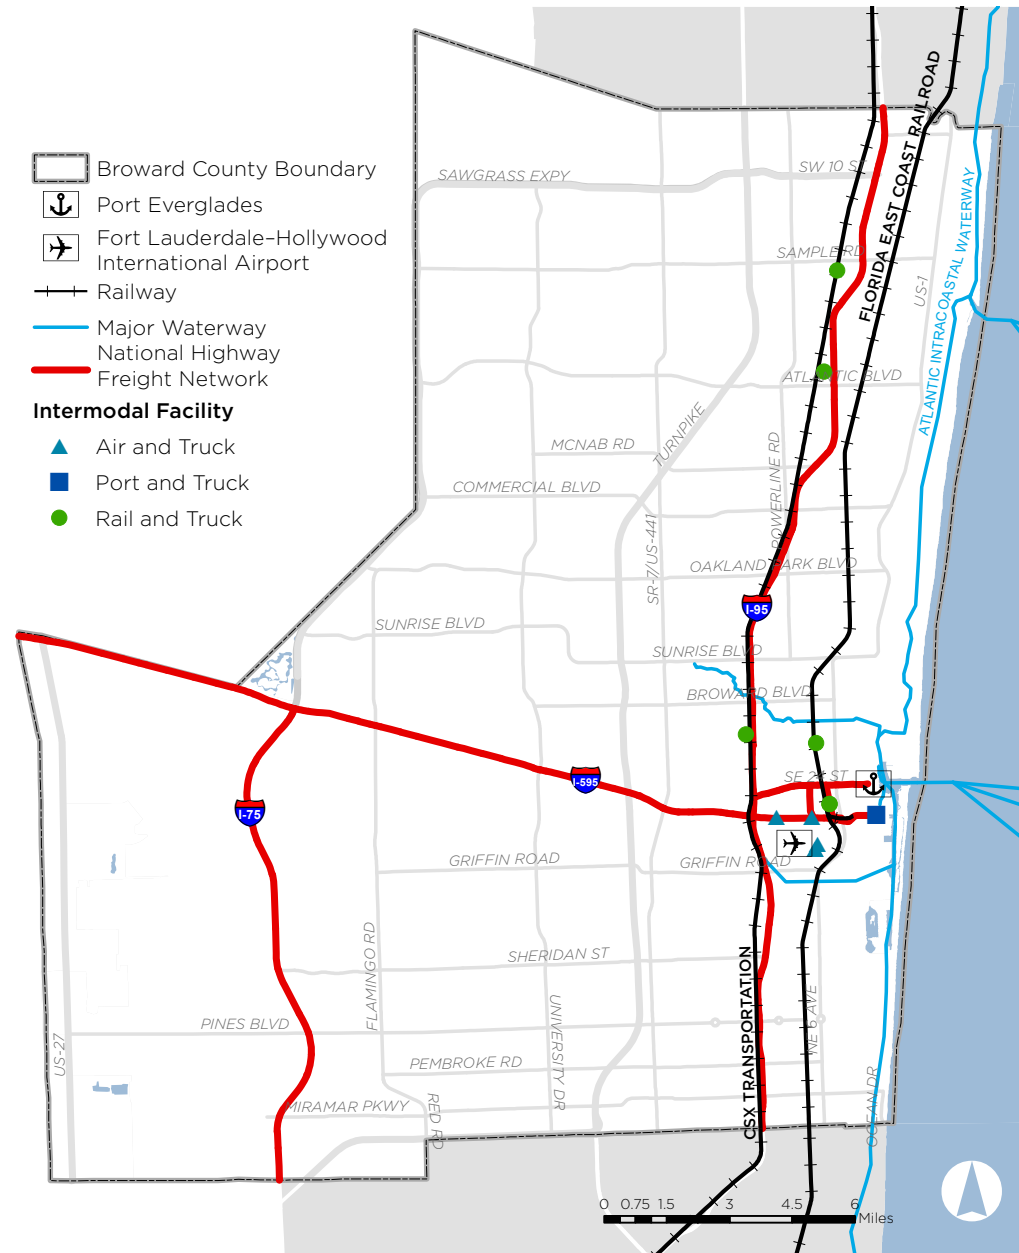 Broward County Boundary
Port Everglades
Fort Lauderdale–Hollywood
International Airport
Railway
Major Waterway
National Highway
Freight Network
Intermodal Facility
Air and Truck
Port and Truck
Rail and Truck
FLORIDA EAST COAST RAILROAD
SAWGRASS EXPY
SW 10 ST
SAMPLE RD
US-1
ATLANTIC INTRACOASTAL WATERWAY
ATLANTIC BLVD
TURNPIKE
MCNAB RD
POWERLINE RD
COMMERCIAL BLVD
SR-7/US-441
OAKLAND PARK BLVD
I-95
SUNRISE BLVD
SUNRISE BLVD
BROWARD BLVD
I-595
SE 24 ST
I-75
GRIFFIN ROAD
GRIFFIN ROAD
FLAMINGO RD
SHERIDAN ST
CSX TRANSPORTATION
UNIVERSITY DR
NE 6 AVE
PINES BLVD
US-27
PEMBROKE RD
MIRAMAR PKWY
RED RD
OCEAN DR
0 0.75 1.5 3 4.5 6
Miles